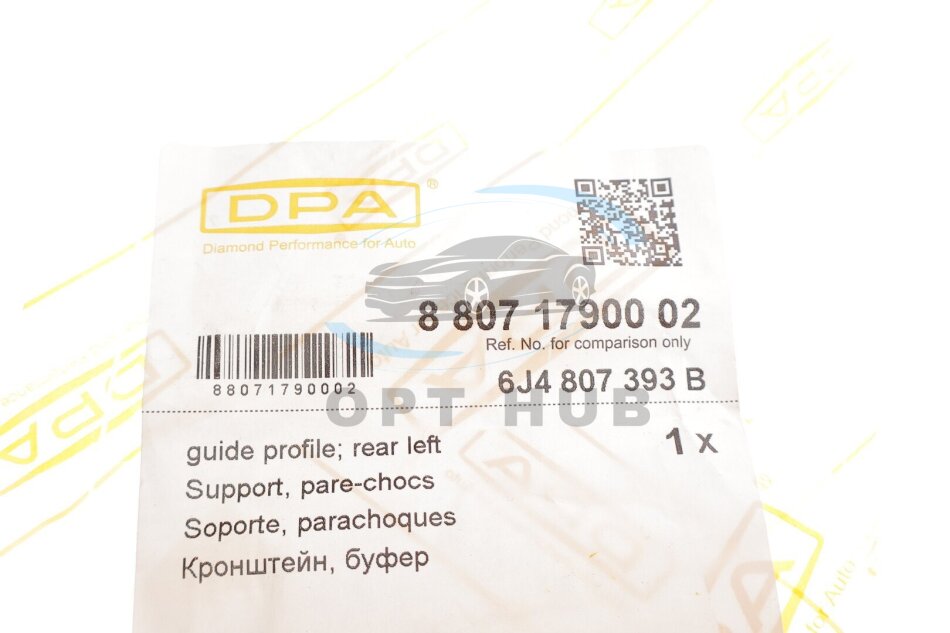 DPA®
Diamond Performance for Auto
8 807 17900 02
Ref. No. for comparison only
88071790002
6J4 807 393 B
OPT HUB
guide profile; rear left
1 x
Support, pare-chocs
Soporte, parachoques
Кронштейн, буфер